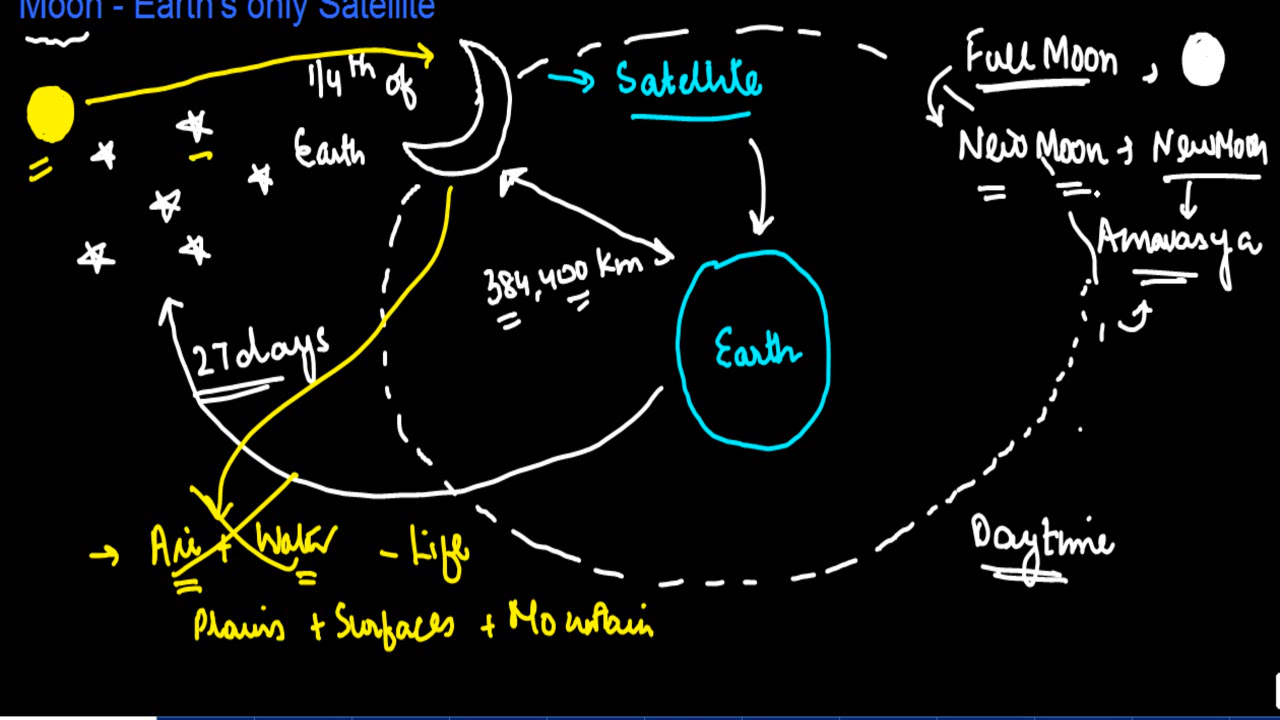 Moon - Earth's only Satellite
1/4th of
Earth
→ Satellite
Full Moon,
New Moon + New Moon
Amavasya
384,400 km
Earth
27 days
Daytime
→ Air + Water - Life
Plains + Surfaces + Mountain